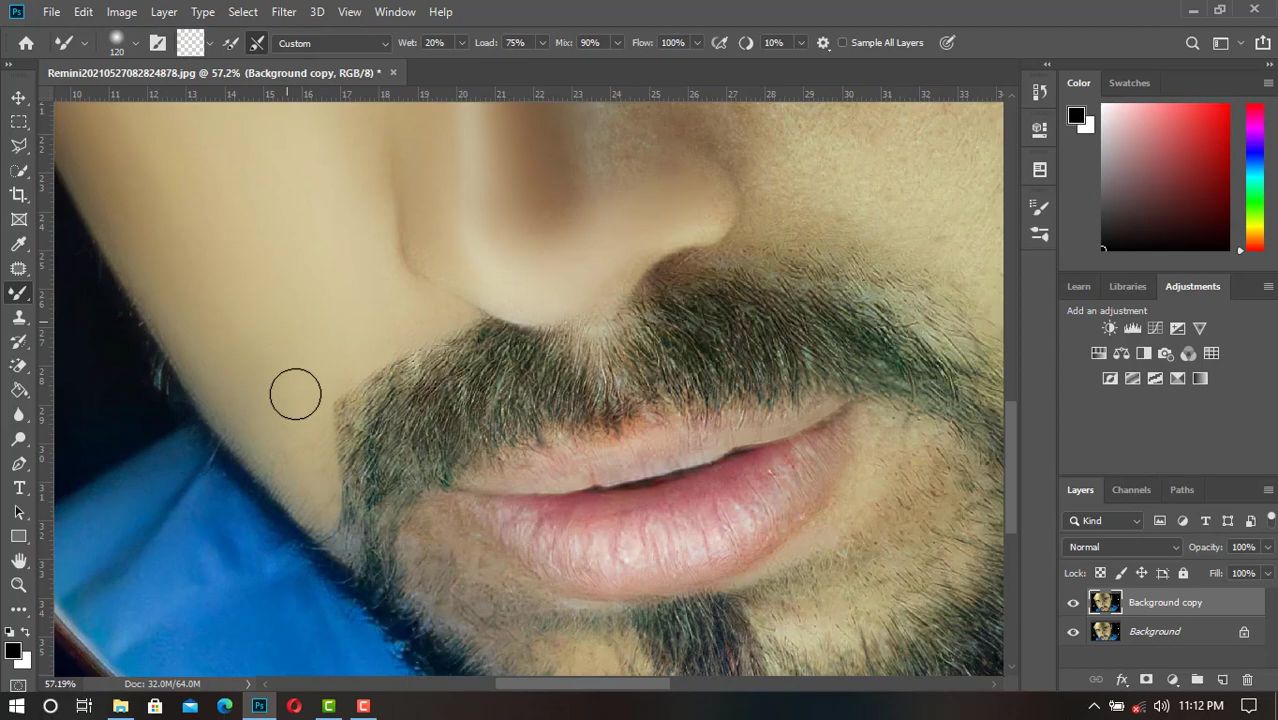 Ps File Edit Image Layer Type Select Filter 3D View Window Help
120 Custom Wet: 20% Load: 75% Mix: 90% Flow: 100% 10% Sample All Layers
Remini20210527082824878.jpg @ 57.2% (Background copy, RGB/8) *
10 11 12 13 14 15 16 17 18 19 20 21 22 23 24 25 26 27 28 29 30 31 32 33
Color Swatches
Learn Libraries Adjustments
Add an adjustment
Layers Channels Paths
Kind
Normal Opacity: 100%
Lock: Fill: 100%
Background copy
Background
57.19% Doc: 32.0M/64.0M
Ps 11:12 PM